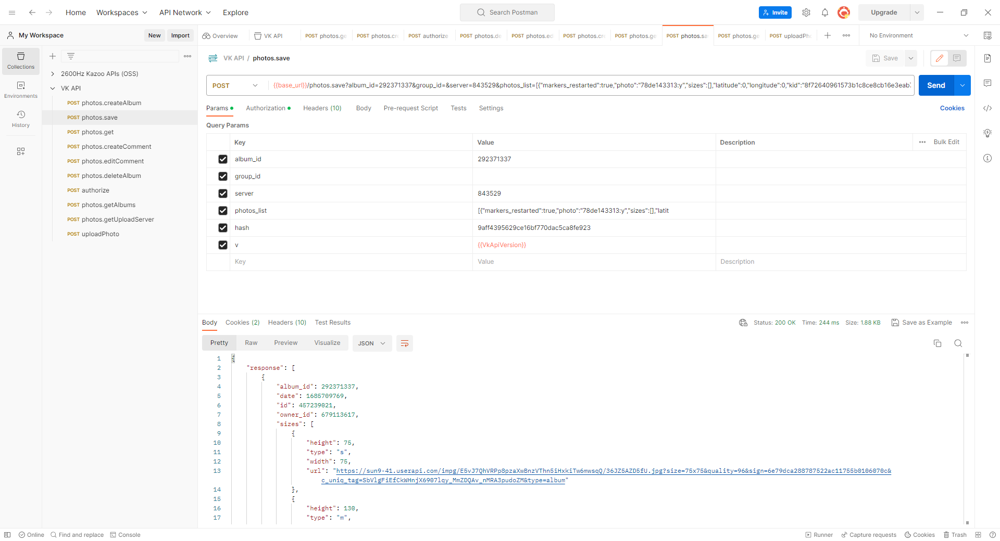 Home
Workspaces
API Network
Explore
Search Postman
Invite
Upgrade
My Workspace
New
Import
Overview
VK API
POST photos.ge
POST photos.cre
POST authorize
POST photos.de
POST photos.ed
POST photos.cre
POST photos.ge
POST photos.sa
POST photos.ge
POST uploadPho
No Environment
Collections
Environments
History
2600Hz Kazoo APIs (OSS)
VK API
POST photos.createAlbum
POST photos.save
POST photos.get
POST photos.createComment
POST photos.editComment
POST photos.deleteAlbum
POST authorize
POST photos.getAlbums
POST photos.getUploadServer
POST uploadPhoto
HTTP VK API / photos.save
Save
POST
{{base_url}}/photos.save?album_id=292371337&group_id=&server=843529&photos_list=[{"markers_restarted":true,"photo":"78de143313:y","sizes":[],"latitude":0,"longitude":0,"kid":"8f72640961573b1c8ce8cb16e3eab
Send
Params
Authorization
Headers (10)
Body
Pre-request Script
Tests
Settings
Cookies
Query Params
Key Value Description Bulk Edit
album_id 292371337
group_id
server 843529
photos_list [{"markers_restarted":true,"photo":"78de143313:y","sizes":[],"latit
hash 9aff4395629ce16bf770dac5ca8fe923
v {{VkApiVersion}}
Key Value Description
Body Cookies (2) Headers (10) Test Results
Status: 200 OK Time: 244 ms Size: 1.88 KB Save as Example
Pretty Raw Preview Visualize JSON
1 {
2 "response": [
3 {
4 "album_id": 292371337,
5 "date": 1685709769,
6 "id": 457239021,
7 "owner_id": 679113617,
8 "sizes": [
9 {
10 "height": 75,
11 "type": "s",
12 "width": 75,
13 "url": "https://sun9-41.userapi.com/impg/E5vJ7QhVRPp8pzaXwBnzVThn5iHxkiTw6mwsqQ/36JZ5AZD5fU.jpg?size=75x75&quality=96&sign=6e79dca288787522ac11755b0106070c&
c_uniq_tag=SbVlgFiEfCkWHnjX6907lqy_MmZDQAv_nMRA3pudoZM&type=album"
14 },
15 {
16 "height": 130,
17 "type": "m",
Online
Find and replace
Console
Runner
Capture requests
Cookies
Trash